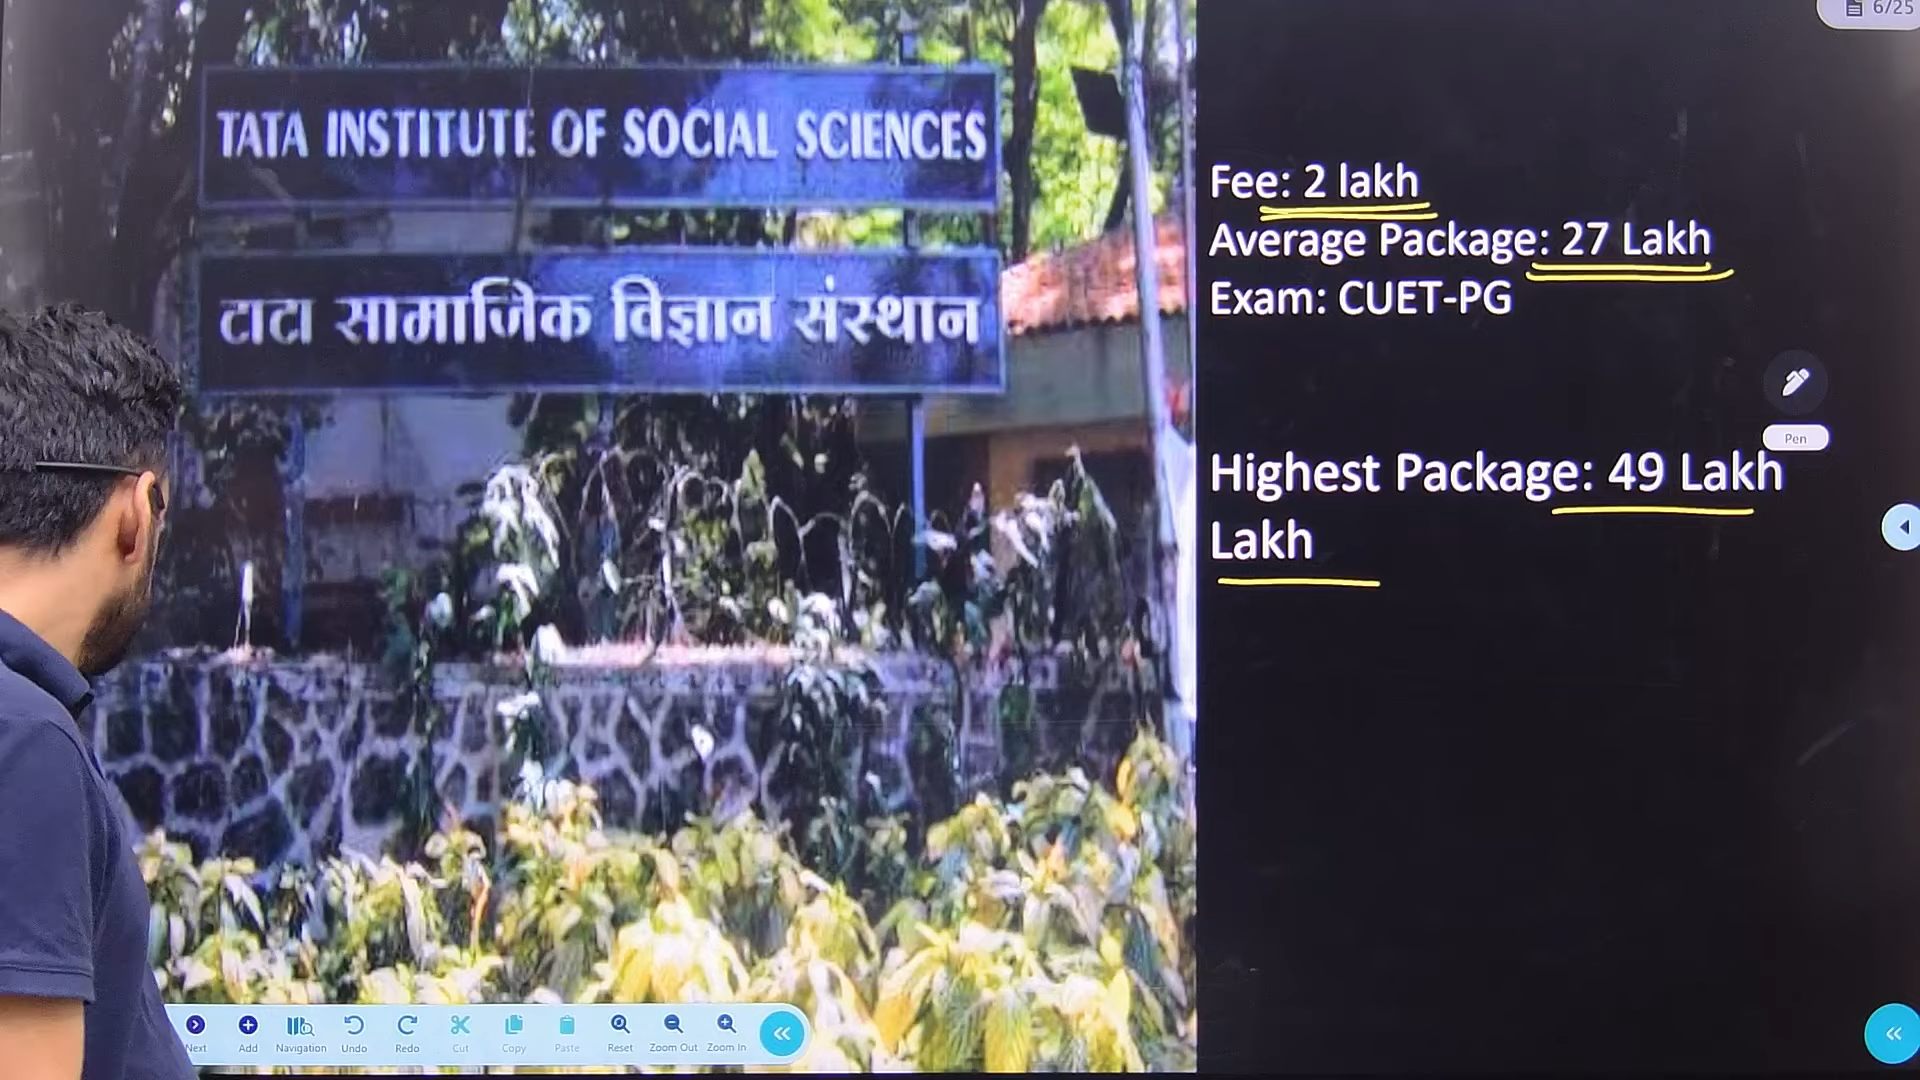 6/25
TATA INSTITUTE OF SOCIAL SCIENCES
टाटा सामाजिक विज्ञान संस्थान
Fee: 2 lakh
Average Package: 27 Lakh
Exam: CUET-PG
Pen
Highest Package: 49 Lakh
Lakh
Next Add Navigation Undo Redo Cut Copy Paste Reset Zoom Out Zoom In